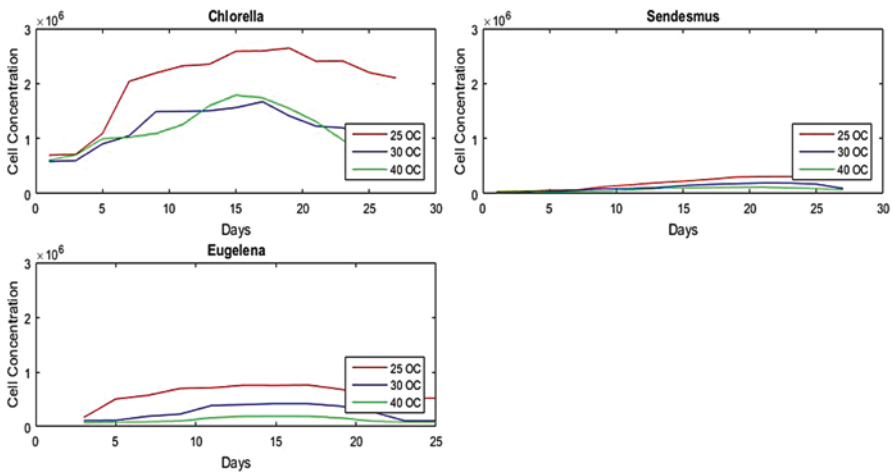 Chlorella
×10^6
3
2
1
0
Cell Concentration
0 5 10 15 20 25 30
Days
25 OC
30 OC
40 OC
Sendesmus
×10^6
3
2
1
0
Cell Concentration
0 5 10 15 20 25 30
Days
25 OC
30 OC
40 OC
Eugelena
×10^6
3
2
1
0
Cell Concentration
0 5 10 15 20 25
Days
25 OC
30 OC
40 OC